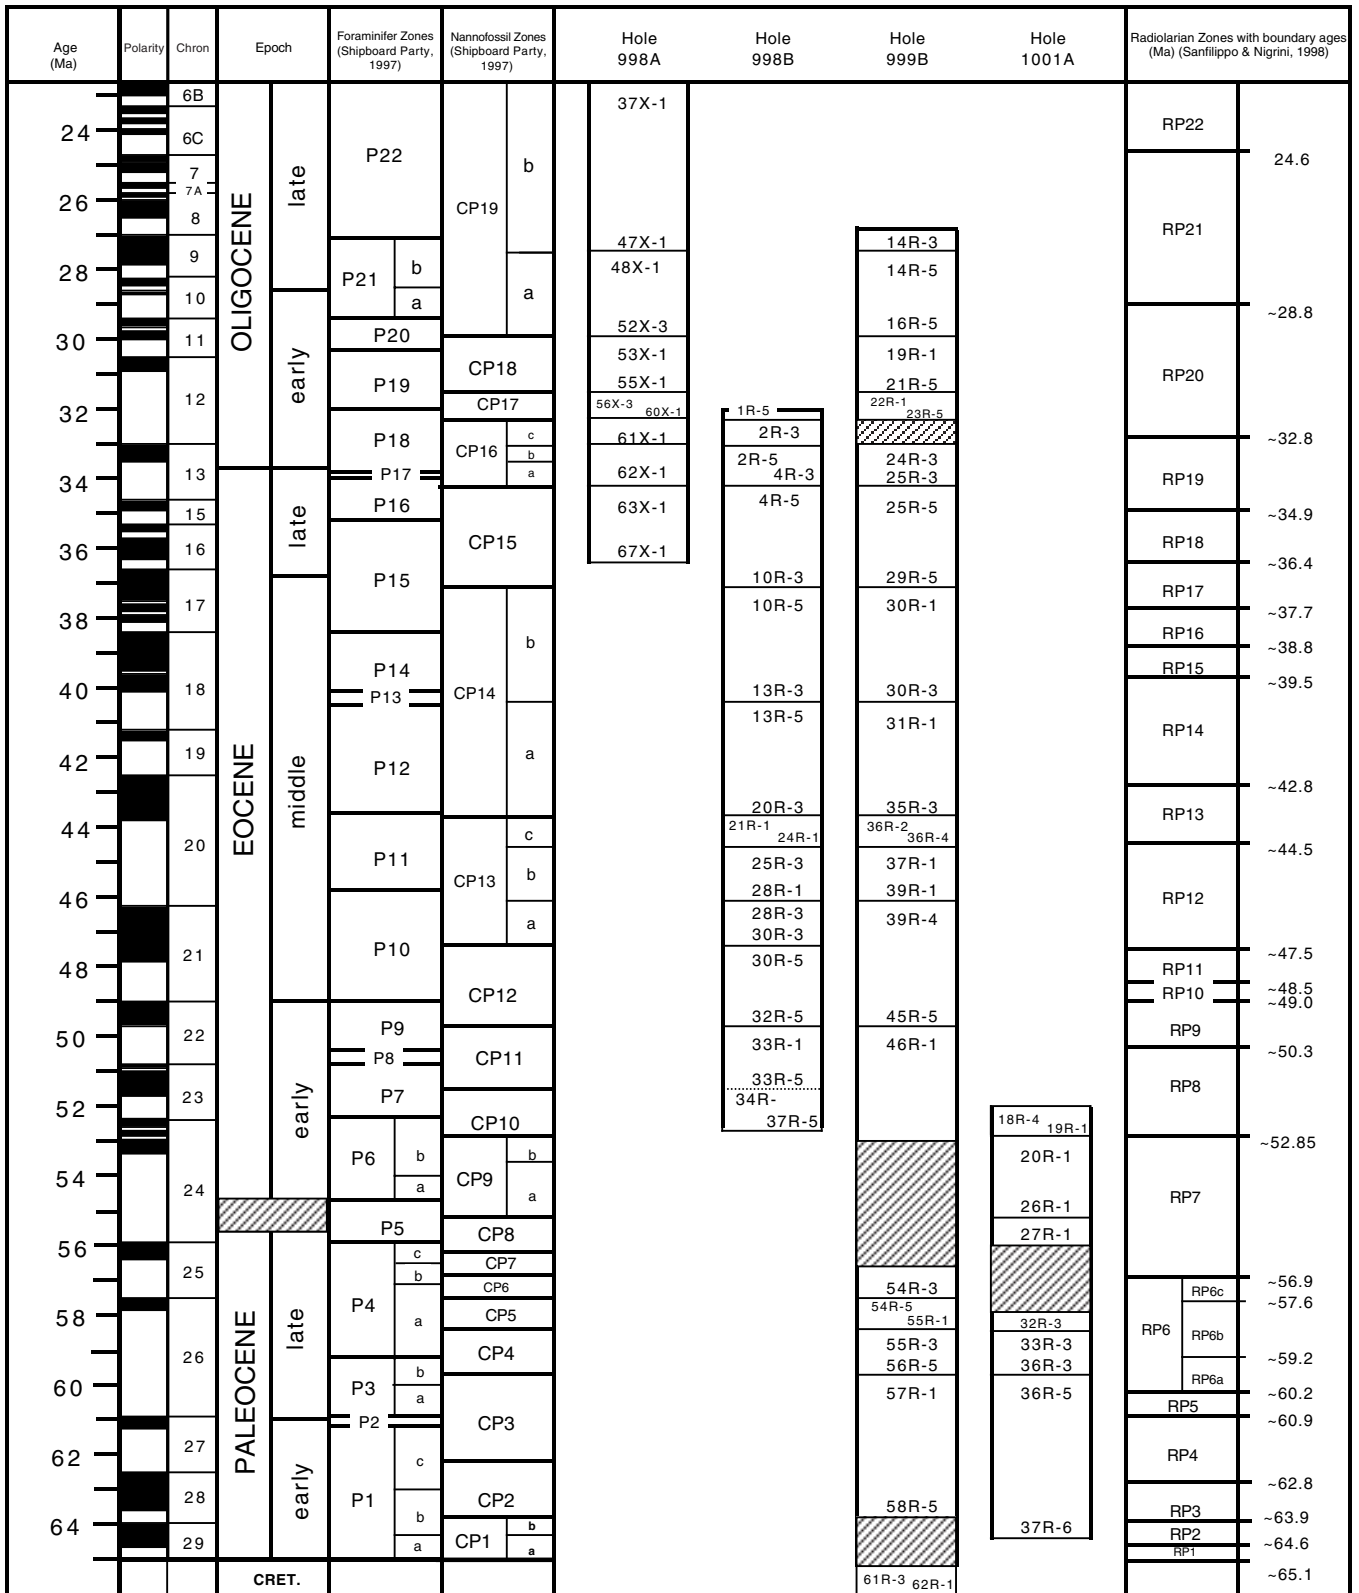 Age
(Ma)
Polarity
Chron
Epoch
Foraminifer Zones
(Shipboard Party,
1997)
Nannofossil Zones
(Shipboard Party,
1997)
Hole
998A
Hole
998B
Hole
999B
Hole
1001A
Radiolarian Zones with boundary ages
(Ma) (Sanfilippo & Nigrini, 1998)
24
26
28
30
32
34
36
38
40
42
44
46
48
50
52
54
56
58
60
62
64
6B
6C
7
7A
8
9
10
11
12
13
15
16
17
18
19
20
21
22
23
24
25
26
27
28
29
OLIGOCENE
EOCENE
PALEOCENE
CRET.
late
early
late
middle
early
late
early
P22
P21
b
a
P20
P19
P18
P17
P16
P15
P14
P13
P12
P11
P10
P9
P8
P7
P6
b
a
P5
P4
c
b
a
P3
b
a
P2
P1
c
b
a
CP19
b
a
CP18
CP17
CP16
c
b
a
CP15
CP14
b
a
CP13
c
b
a
CP12
CP11
CP10
CP9
b
a
CP8
CP7
CP6
CP5
CP4
CP3
CP2
CP1
b
a
37X-1
47X-1
48X-1
52X-3
53X-1
55X-1
56X-3
60X-1
61X-1
62X-1
63X-1
67X-1
1R-5
2R-3
2R-5
4R-3
4R-5
10R-3
10R-5
13R-3
13R-5
20R-3
21R-1
24R-1
25R-3
28R-1
28R-3
30R-3
30R-5
32R-5
33R-1
33R-5
34R-
37R-5
14R-3
14R-5
16R-5
19R-1
21R-5
22R-1
23R-5
24R-3
25R-3
25R-5
29R-5
30R-1
30R-3
31R-1
35R-3
36R-2
36R-4
37R-1
39R-1
39R-4
45R-5
46R-1
54R-3
54R-5
55R-1
55R-3
56R-5
57R-1
58R-5
61R-3 62R-1
18R-4
19R-1
20R-1
26R-1
27R-1
32R-3
33R-3
36R-3
36R-5
37R-6
RP22
RP21
RP20
RP19
RP18
RP17
RP16
RP15
RP14
RP13
RP12
RP11
RP10
RP9
RP8
RP7
RP6
RP6c
RP6b
RP6a
RP5
RP4
RP3
RP2
RP1
24.6
~28.8
~32.8
~34.9
~36.4
~37.7
~38.8
~39.5
~42.8
~44.5
~47.5
~48.5
~49.0
~50.3
~52.85
~56.9
~57.6
~59.2
~60.2
~60.9
~62.8
~63.9
~64.6
~65.1